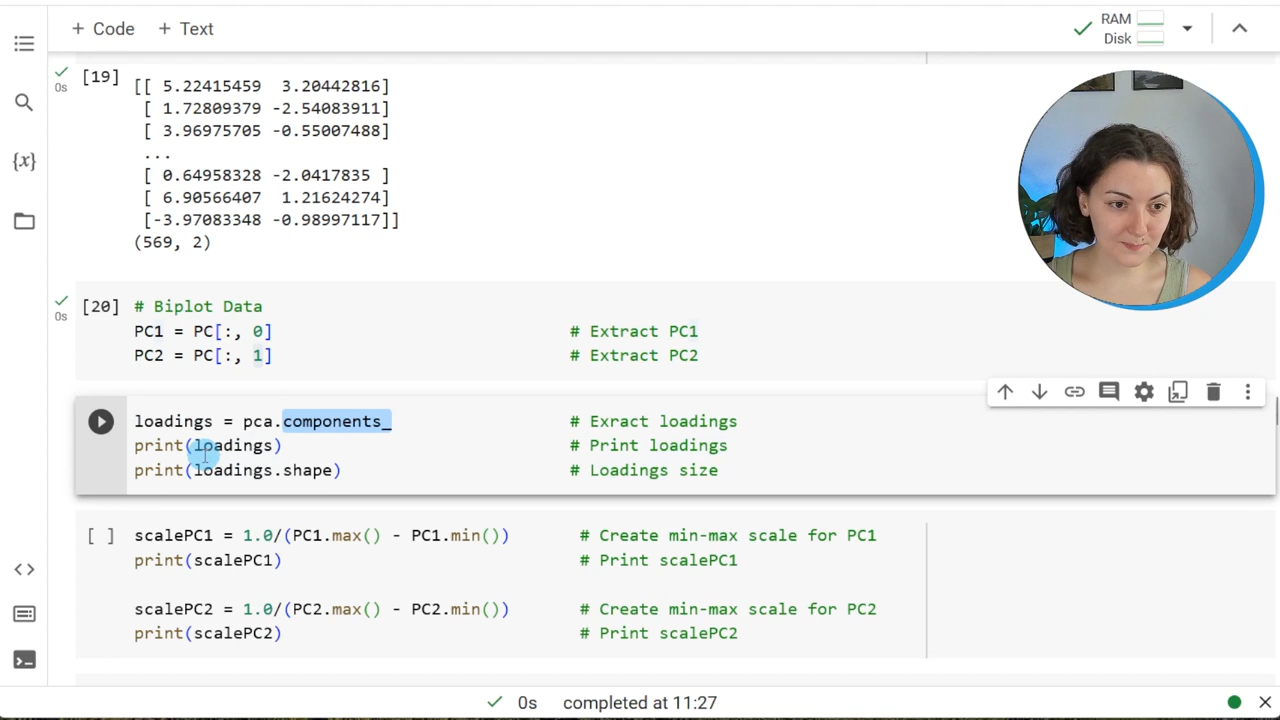 + Code + Text
RAM
Disk
[19]
0s
[[ 5.22415459 3.20442816]
[ 1.72809379 -2.54083911]
[ 3.96975705 -0.55007488]
...
[ 0.64958328 -2.0417835 ]
[ 6.90566407 1.21624274]
[-3.97083348 -0.98997117]]
(569, 2)
{x}
[20] # Biplot Data
0s
PC1 = PC[:, 0] # Extract PC1
PC2 = PC[:, 1] # Extract PC2
loadings = pca.components_ # Exract loadings
print(loadings) # Print loadings
print(loadings.shape) # Loadings size
[ ] scalePC1 = 1.0/(PC1.max() - PC1.min()) # Create min-max scale for PC1
print(scalePC1) # Print scalePC1
scalePC2 = 1.0/(PC2.max() - PC2.min()) # Create min-max scale for PC2
print(scalePC2) # Print scalePC2
0s completed at 11:27